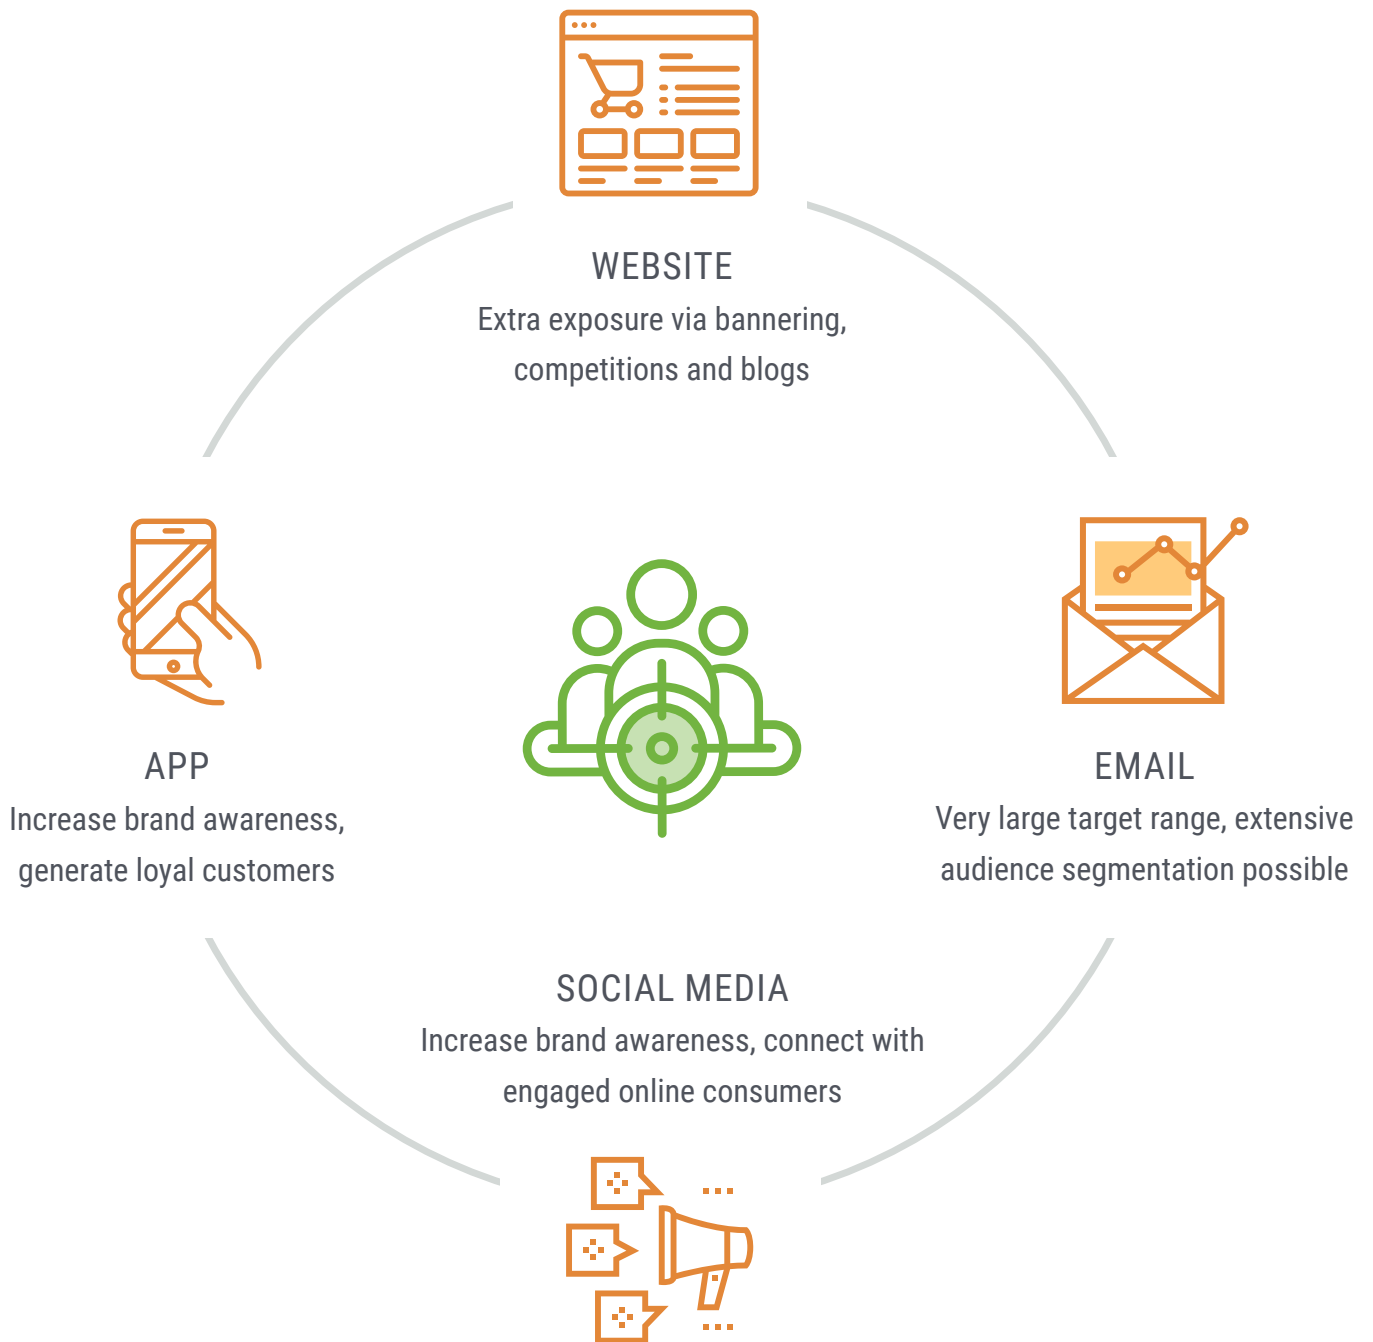 WEBSITE
Extra exposure via bannering,
competitions and blogs
APP
Increase brand awareness,
generate loyal customers
EMAIL
Very large target range, extensive
audience segmentation possible
SOCIAL MEDIA
Increase brand awareness, connect with
engaged online consumers